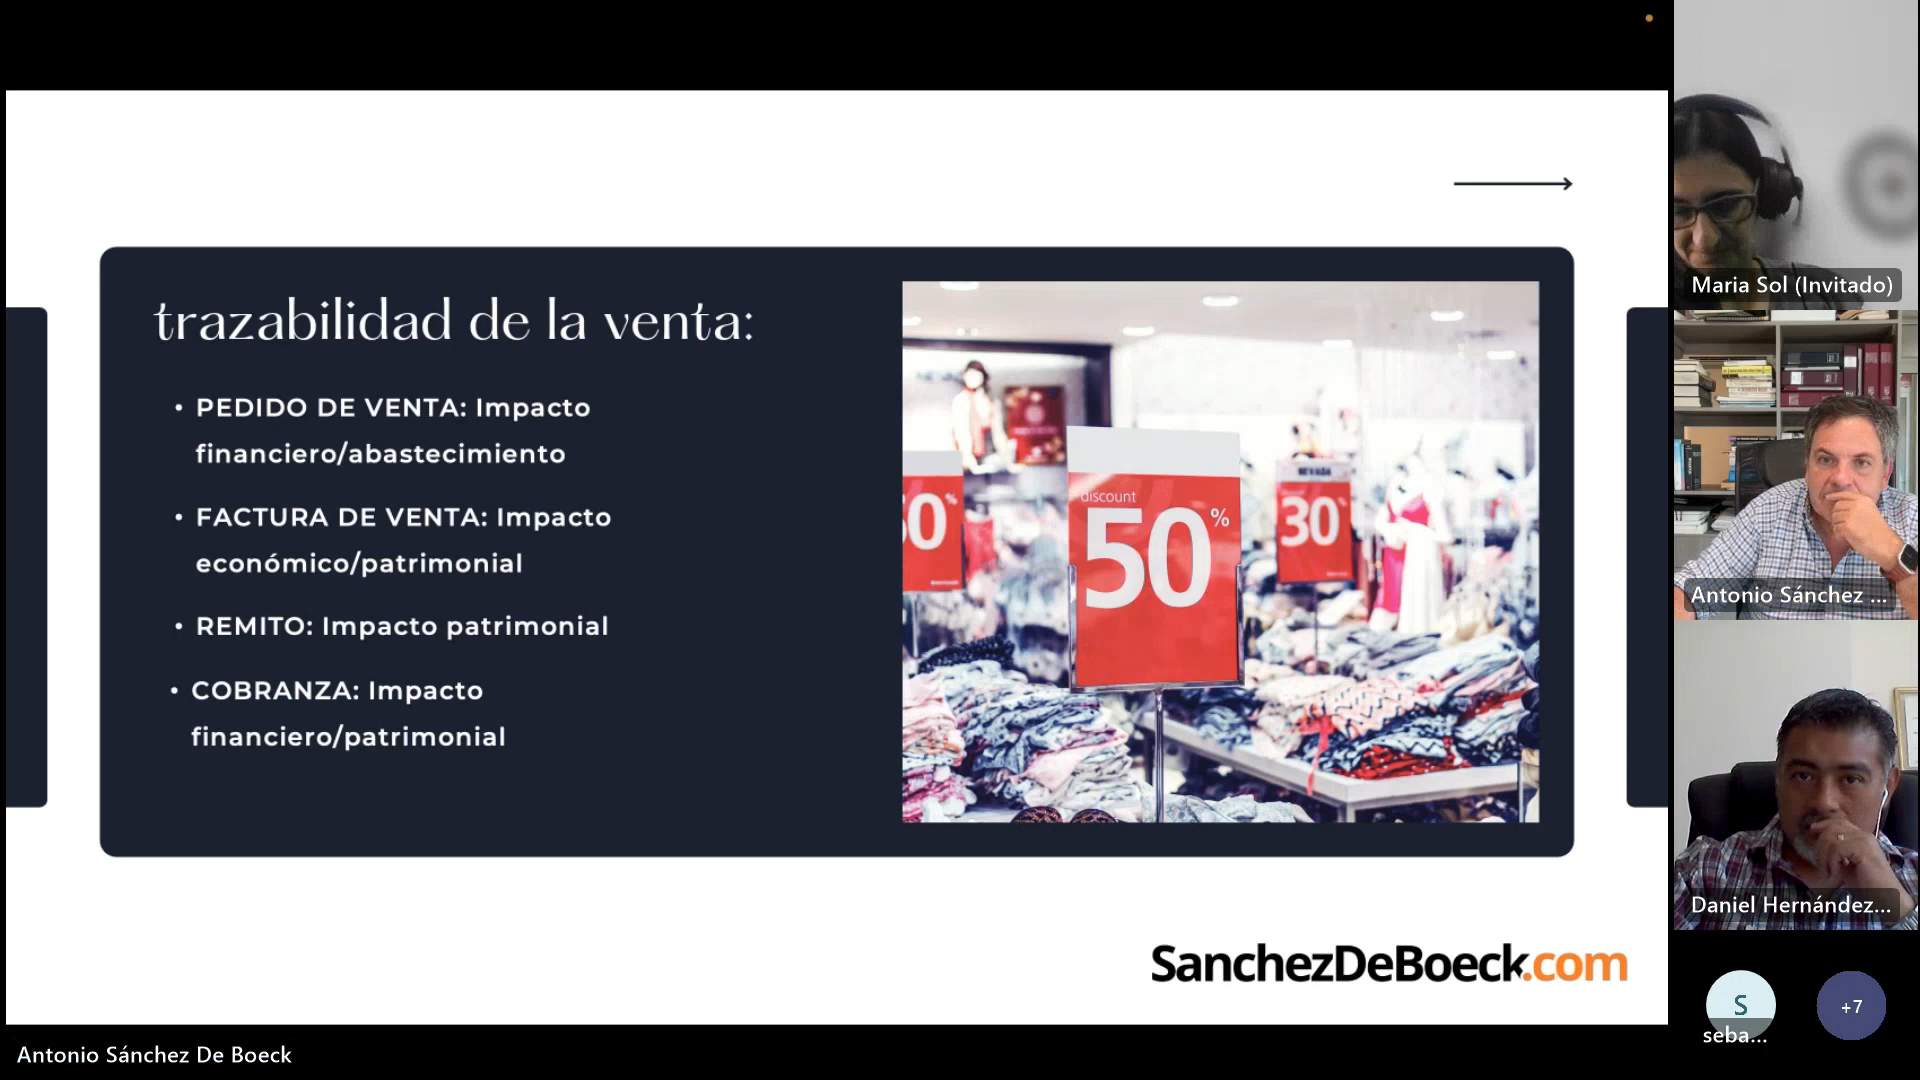 trazabilidad de la venta:
• PEDIDO DE VENTA: Impacto
financiero/abastecimiento
• FACTURA DE VENTA: Impacto
económico/patrimonial
• REMITO: Impacto patrimonial
• COBRANZA: Impacto
financiero/patrimonial
discount
50%
30%
SanchezDeBoeck.com
Maria Sol (Invitado)
Antonio Sánchez ...
Daniel Hernández...
S
seba...
+7
Antonio Sánchez De Boeck